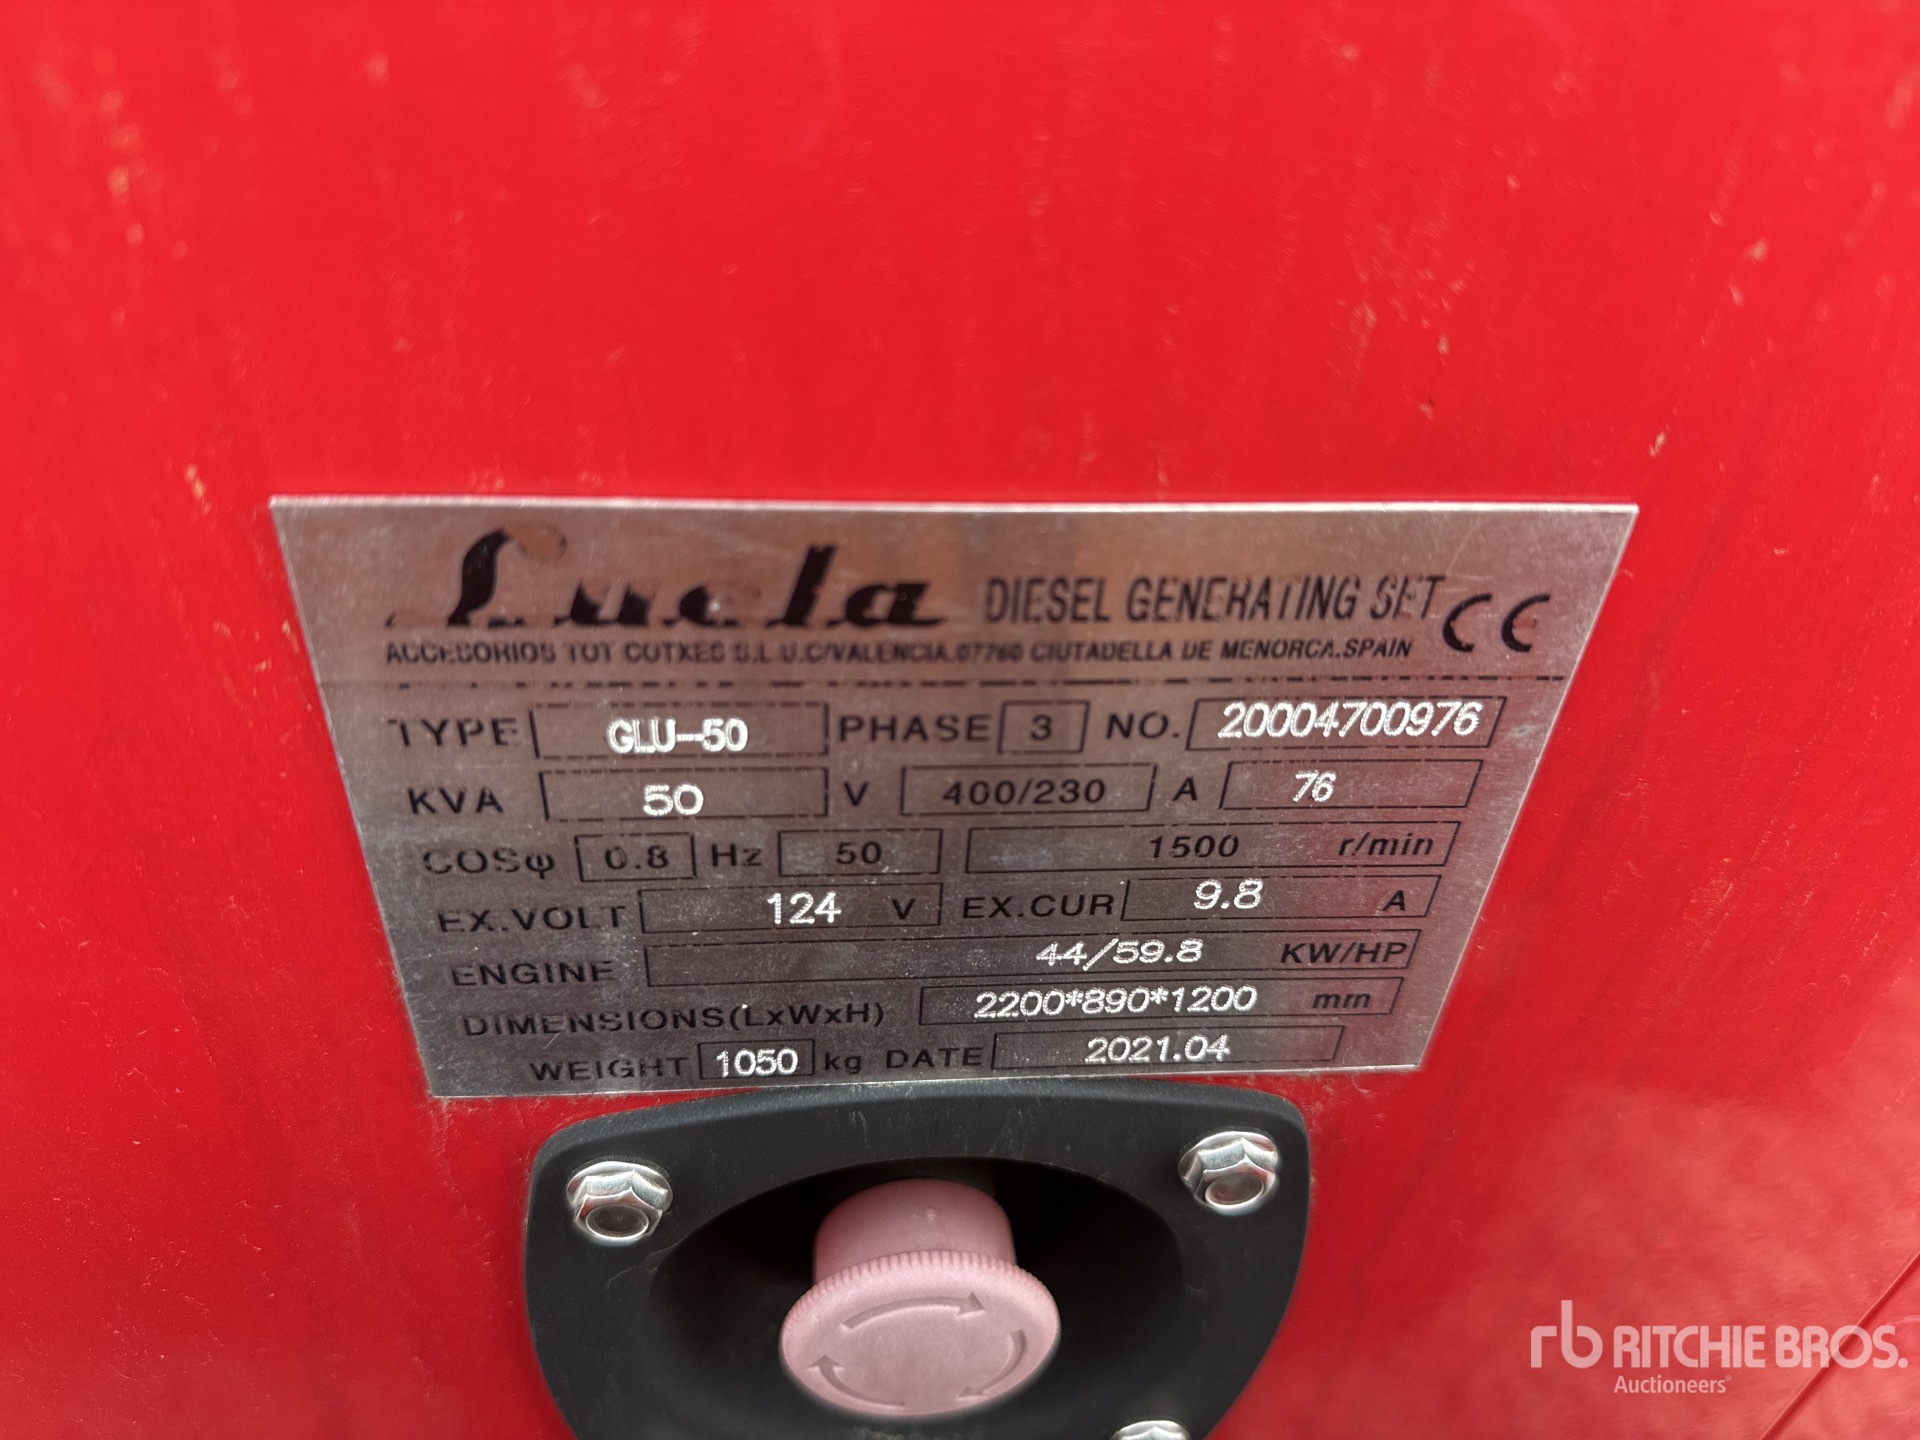 Lucla DIESEL GENERATING SET CE
ACCESORIOS TOT COTXES S.L.U.C/VALENCIA.07760 CIUTADELLA DE MENORCA.SPAIN
TYPE GLU-50 PHASE 3 NO. 20004700976
KVA 50 V 400/230 A 76
COSφ 0.8 Hz 50 1500 r/min
EX.VOLT 124 V EX.CUR 9.8 A
ENGINE 44/59.8 KW/HP
DIMENSIONS(LxWxH) 2200*890*1200 mm
WEIGHT 1050 kg DATE 2021.04
rb RITCHIE BROS.
Auctioneers